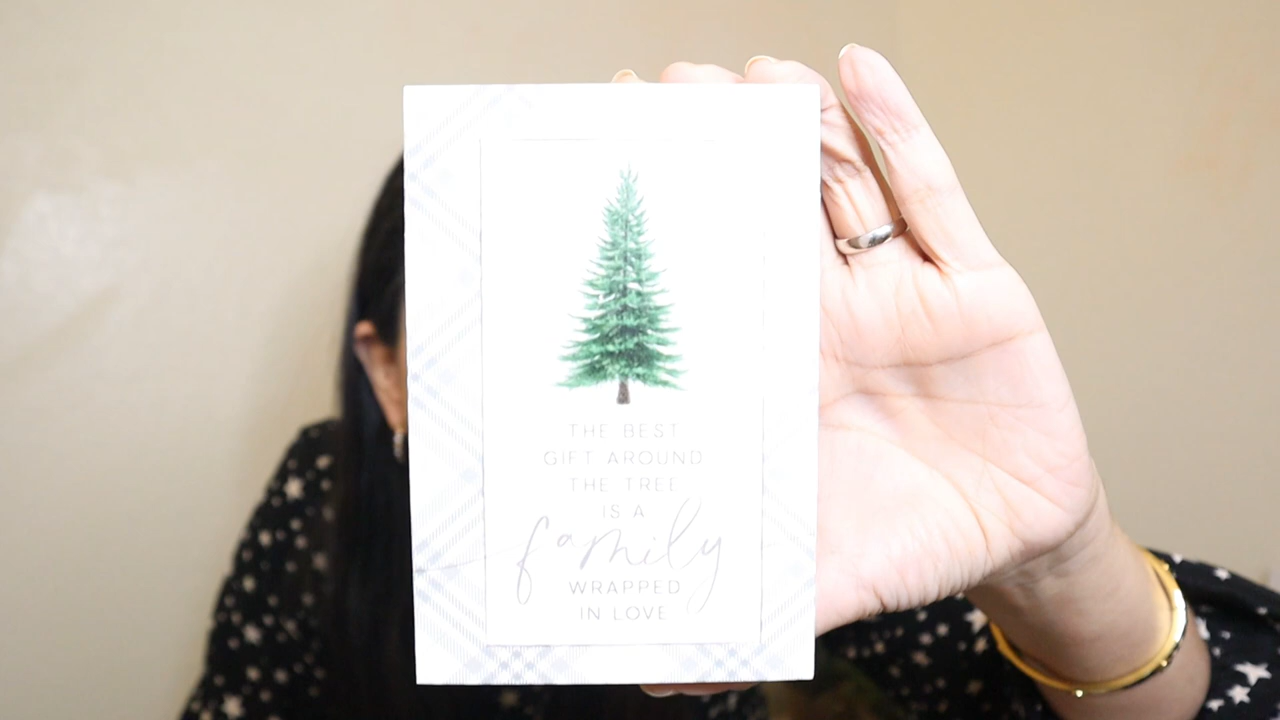 THE BEST
GIFT AROUND
THE TREE
IS A
family
WRAPPED
IN LOVE